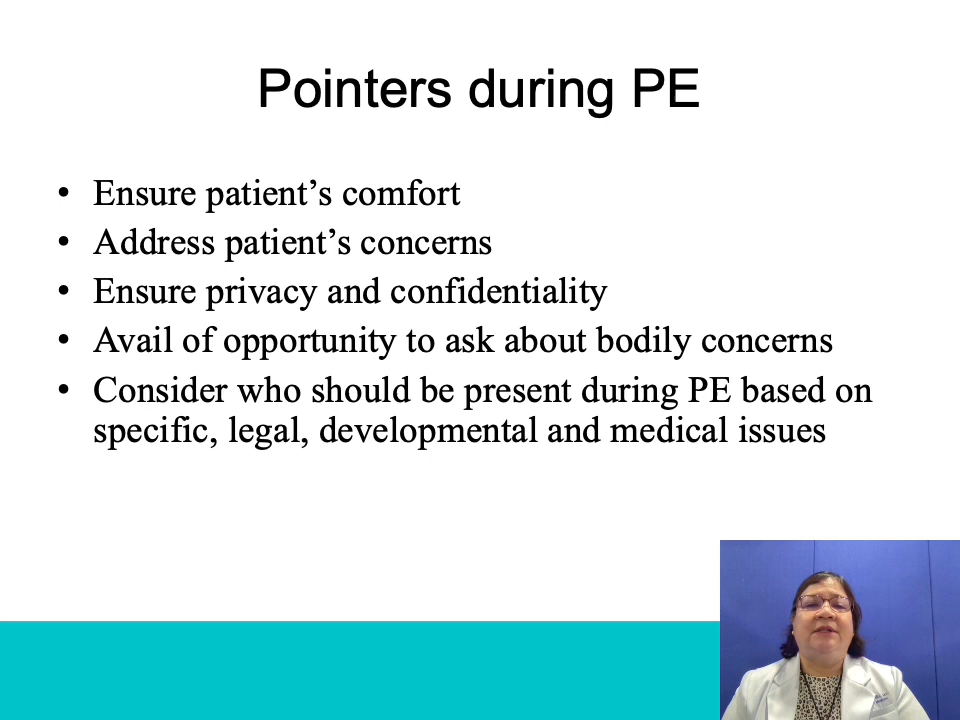 Pointers during PE
• Ensure patient’s comfort
• Address patient’s concerns
• Ensure privacy and confidentiality
• Avail of opportunity to ask about bodily concerns
• Consider who should be present during PE based on
specific, legal, developmental and medical issues